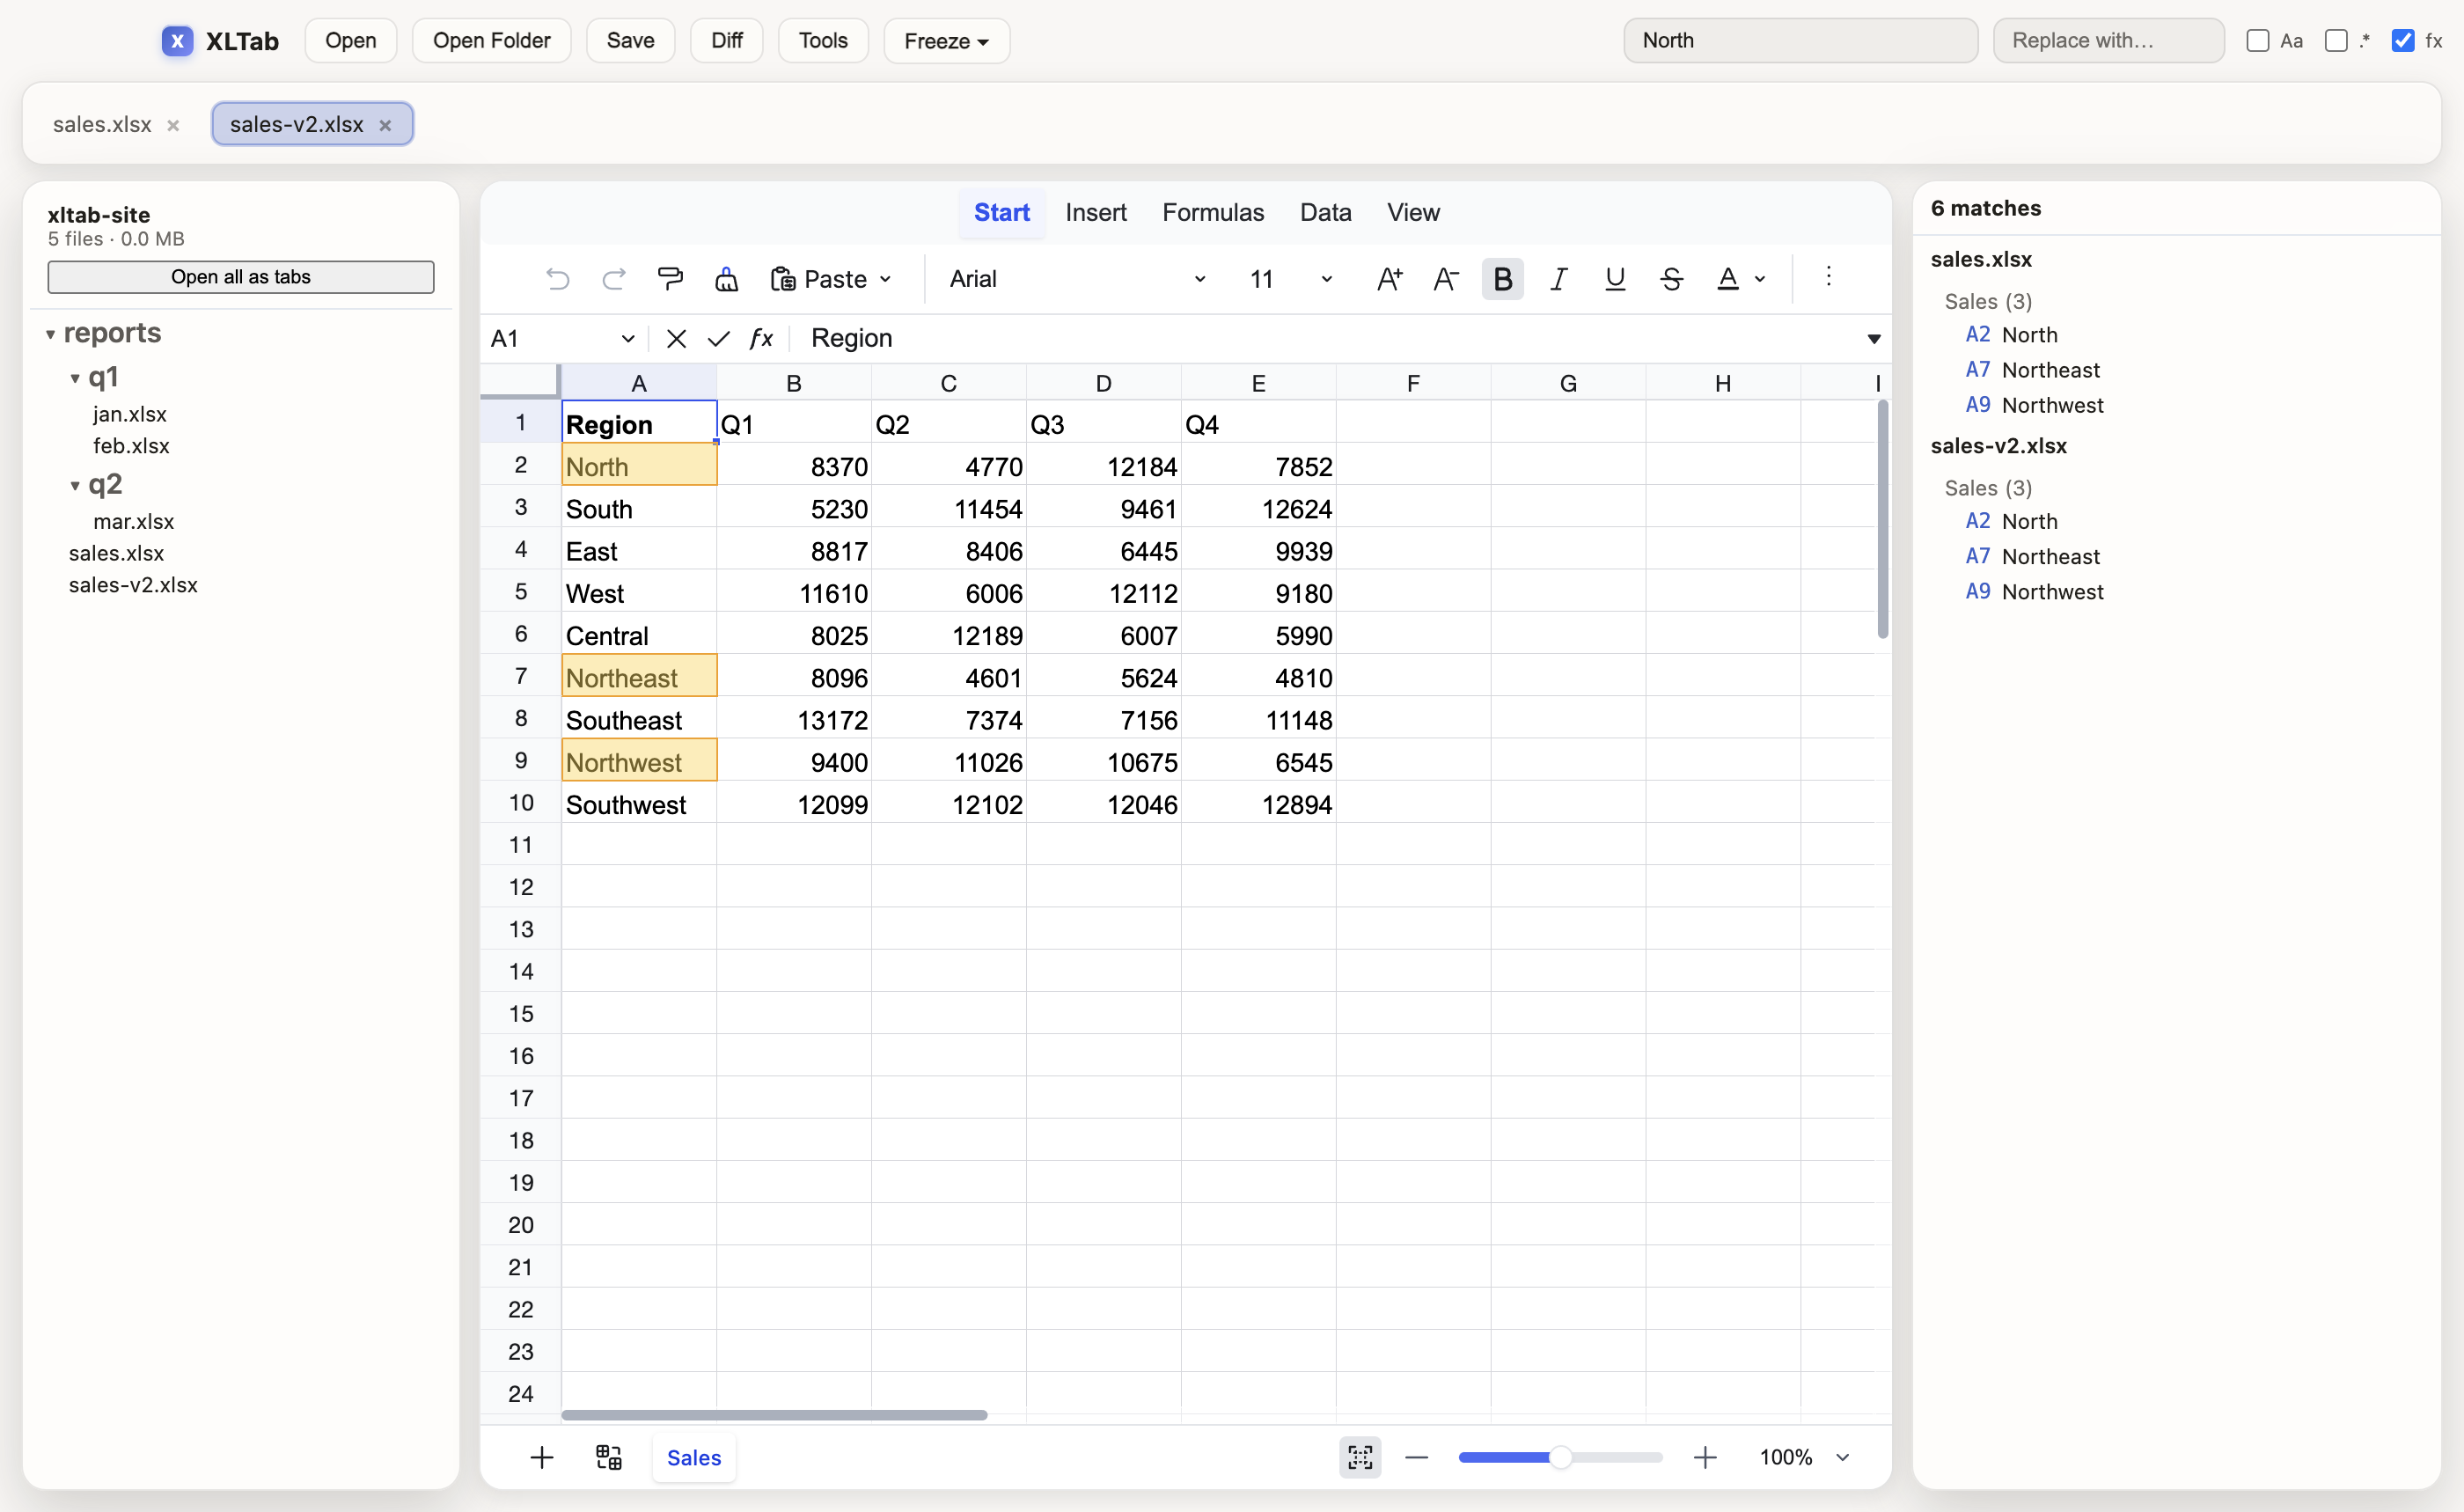 X XLTab Open Open Folder Save Diff Tools Freeze North Replace with… Aa .* fx
sales.xlsx × sales-v2.xlsx ×
xltab-site
5 files · 0.0 MB
Open all as tabs
reports
q1
jan.xlsx
feb.xlsx
q2
mar.xlsx
sales.xlsx
sales-v2.xlsx
Start Insert Formulas Data View
Paste Arial 11 A+ A- B I U S A
A1 fx Region
A B C D E F G H I
1 Region Q1 Q2 Q3 Q4
2 North 8370 4770 12184 7852
3 South 5230 11454 9461 12624
4 East 8817 8406 6445 9939
5 West 11610 6006 12112 9180
6 Central 8025 12189 6007 5990
7 Northeast 8096 4601 5624 4810
8 Southeast 13172 7374 7156 11148
9 Northwest 9400 11026 10675 6545
10 Southwest 12099 12102 12046 12894
11
12
13
14
15
16
17
18
19
20
21
22
23
24
Sales 100%
6 matches
sales.xlsx
Sales (3)
A2 North
A7 Northeast
A9 Northwest
sales-v2.xlsx
Sales (3)
A2 North
A7 Northeast
A9 Northwest